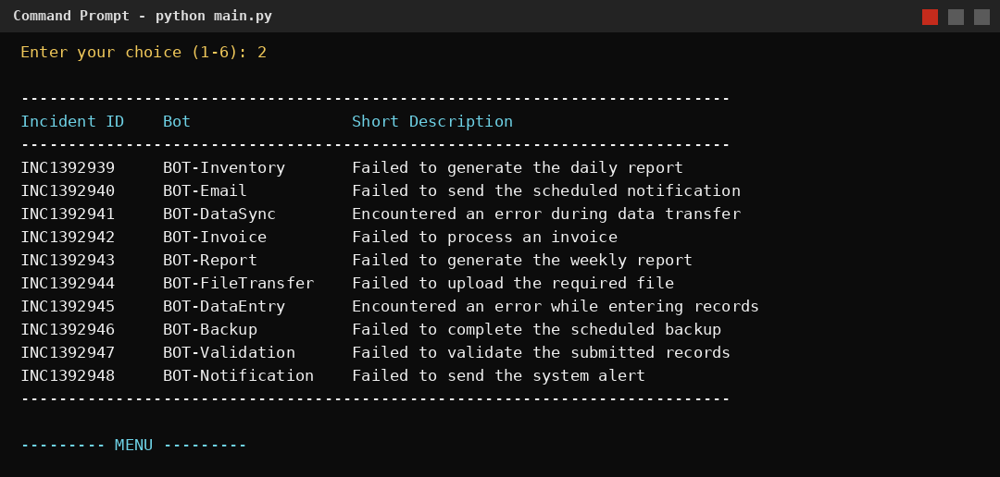 Command Prompt - python main.py
Enter your choice (1-6): 2
---------------------------------------------------------------------------
Incident ID    Bot                 Short Description
---------------------------------------------------------------------------
INC1392939     BOT-Inventory       Failed to generate the daily report
INC1392940     BOT-Email           Failed to send the scheduled notification
INC1392941     BOT-DataSync        Encountered an error during data transfer
INC1392942     BOT-Invoice         Failed to process an invoice
INC1392943     BOT-Report          Failed to generate the weekly report
INC1392944     BOT-FileTransfer    Failed to upload the required file
INC1392945     BOT-DataEntry       Encountered an error while entering records
INC1392946     BOT-Backup          Failed to complete the scheduled backup
INC1392947     BOT-Validation      Failed to validate the submitted records
INC1392948     BOT-Notification    Failed to send the system alert
---------------------------------------------------------------------------
--------- MENU ---------